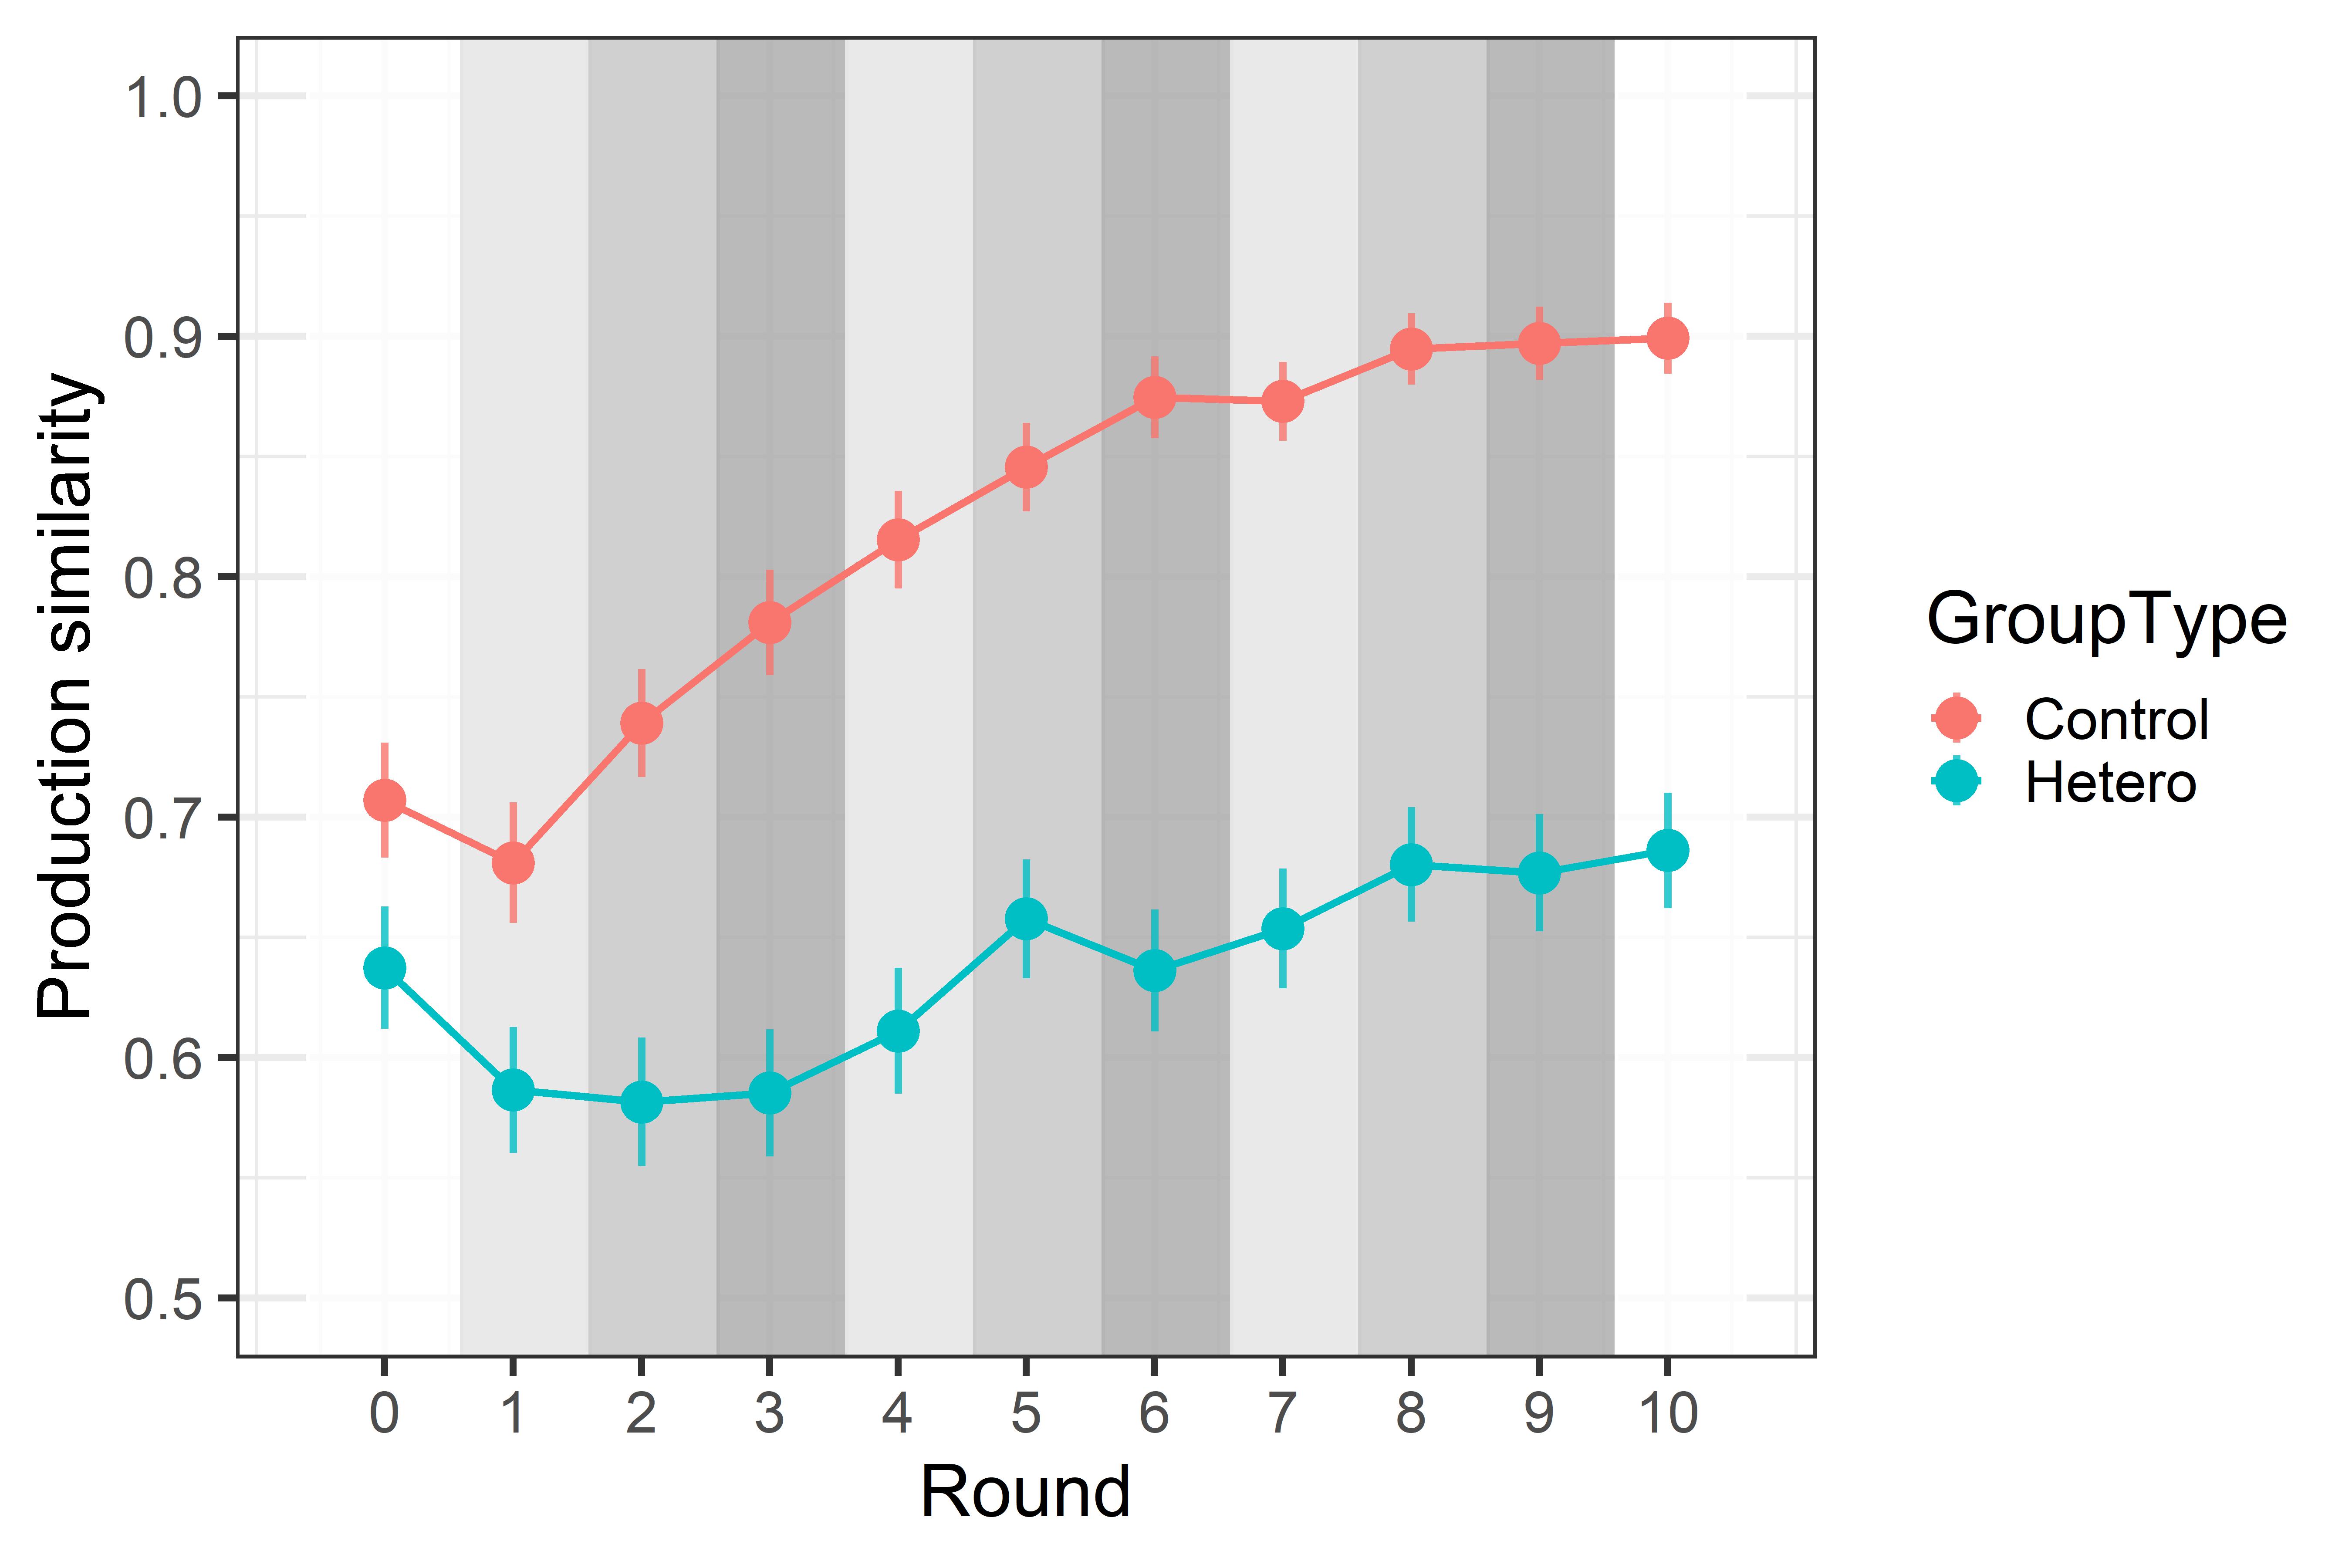 Production similarity
1.0
0.9
0.8
0.7
0.6
0.5
0 1 2 3 4 5 6 7 8 9 10
Round
GroupType
Control
Hetero